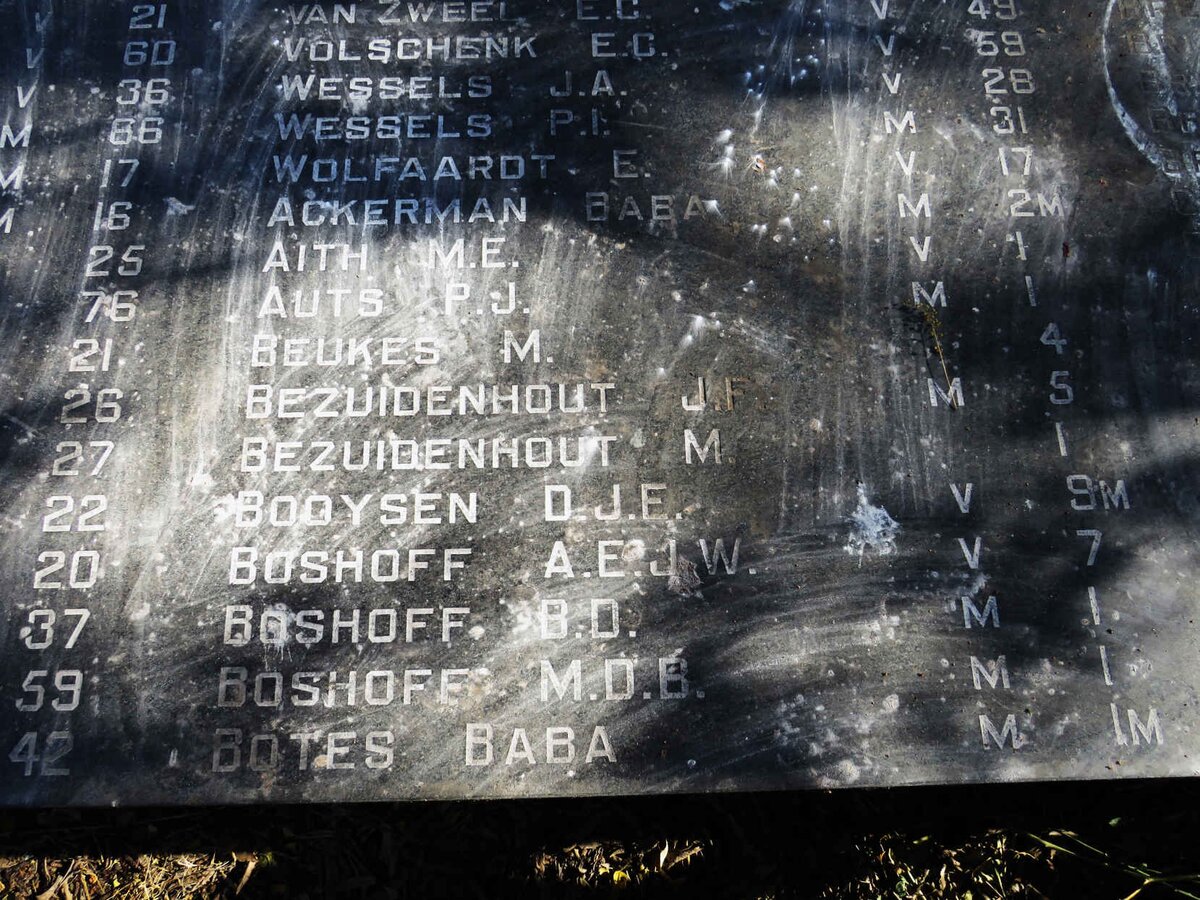 21 VAN ZWEEL E.C. V 49
V 60 VOLSCHENK E.C. V 59
V 36 WESSELS J.A. V 28
M 66 WESSELS P.I. M 31
M 17 WOLFAARDT E. V 17
M 16 ACKERMAN BABA M 2M
25 AITH M.E. V 1
76 AUTS P.J. M 1
21 BEUKES M. 4
26 BEZUIDENHOUT J.F. M 5
27 BEZUIDENHOUT M. 1
22 BOOYSEN D.J.E. V 9M
20 BOSHOFF A.E.J.W. V 7
37 BOSHOFF B.D. M 1
59 BOSHOFF M.D.B. M 1
42 BOTES BABA M 1M